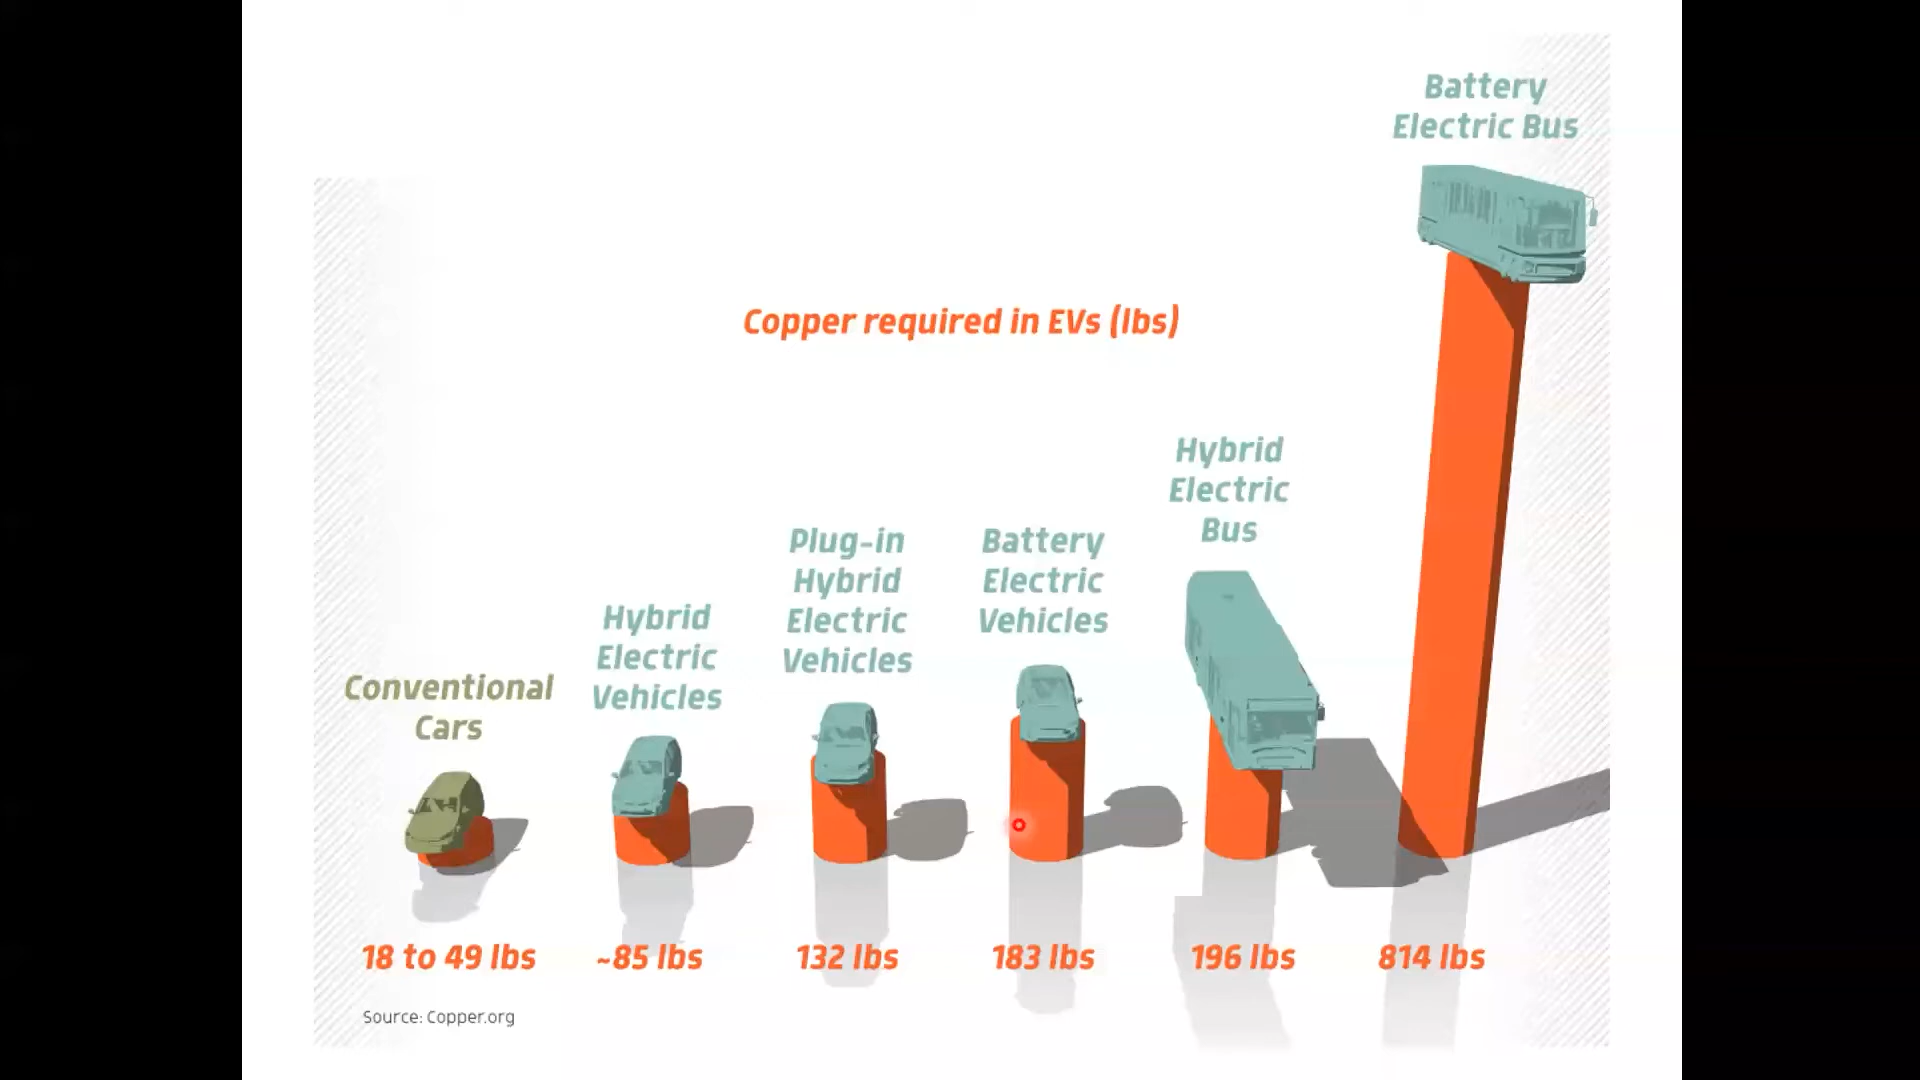 Battery
Electric Bus
Copper required in EVs (lbs)
Hybrid
Electric
Bus
Plug-in
Hybrid
Electric
Vehicles
Battery
Electric
Vehicles
Hybrid
Electric
Vehicles
Conventional
Cars
18 to 49 lbs
~85 lbs
132 lbs
183 lbs
196 lbs
814 lbs
Source: Copper.org